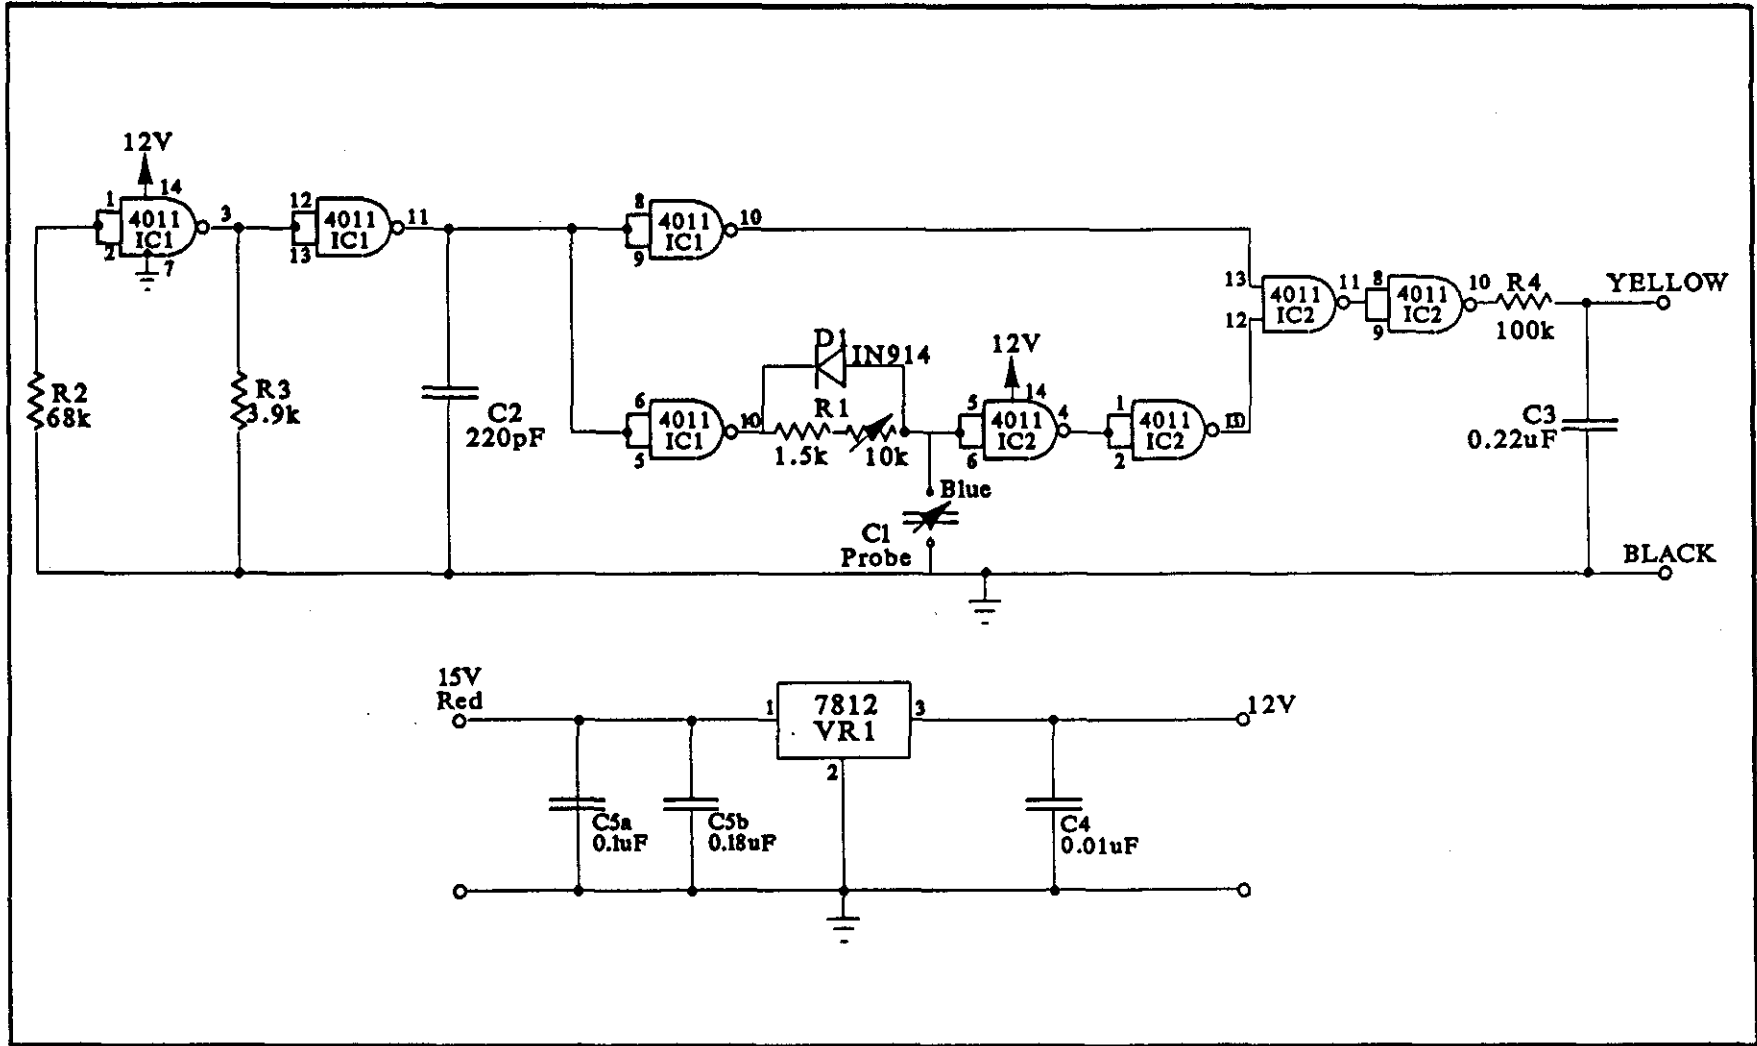 12V
1
14
4011
IC1
2
7
3
12
4011
IC1
13
11
8
4011
IC1
9
10
13
12
4011
IC2
11
8
4011
IC2
9
10
R4
100k
YELLOW
R2
68k
R3
3.9k
C2
220pF
6
4011
IC1
5
D1
IN914
R1
1.5k
10k
12V
5
14
4011
IC2
6
4
1
4011
IC2
2
C3
0.22uF
Blue
C1
Probe
BLACK
15V
Red
1
7812
VR1
3
2
12V
C5a
0.1uF
C5b
0.18uF
C4
0.01uF